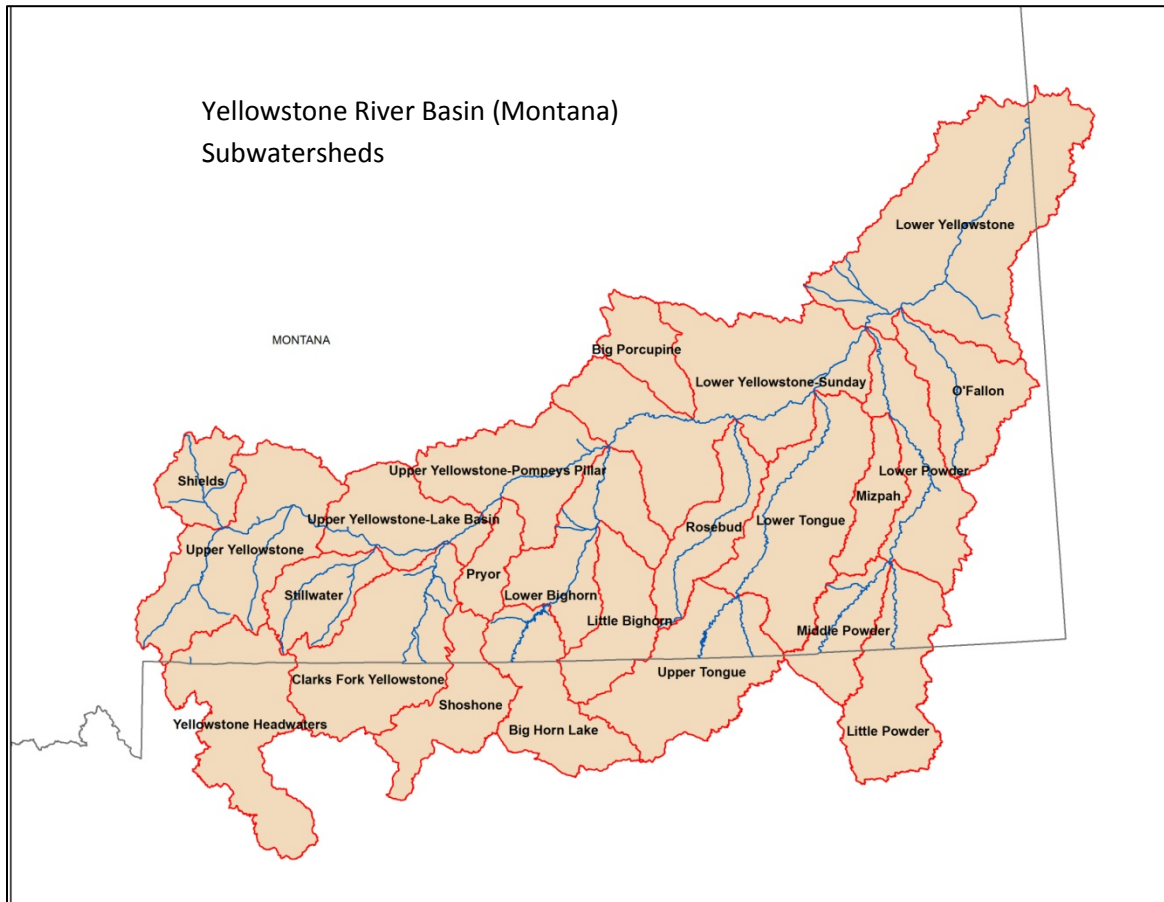 Yellowstone River Basin (Montana)
Subwatersheds
Lower Yellowstone
MONTANA
Big Porcupine
Lower Yellowstone-Sunday
O'Fallon
Upper Yellowstone-Pompeys Pillar
Lower Powder
Shields
Mizpah
Upper Yellowstone-Lake Basin
Rosebud
Lower Tongue
Upper Yellowstone
Pryor
Stillwater
Lower Bighorn
Little Bighorn
Middle Powder
Upper Tongue
Clarks Fork Yellowstone
Shoshone
Yellowstone Headwaters
Big Horn Lake
Little Powder